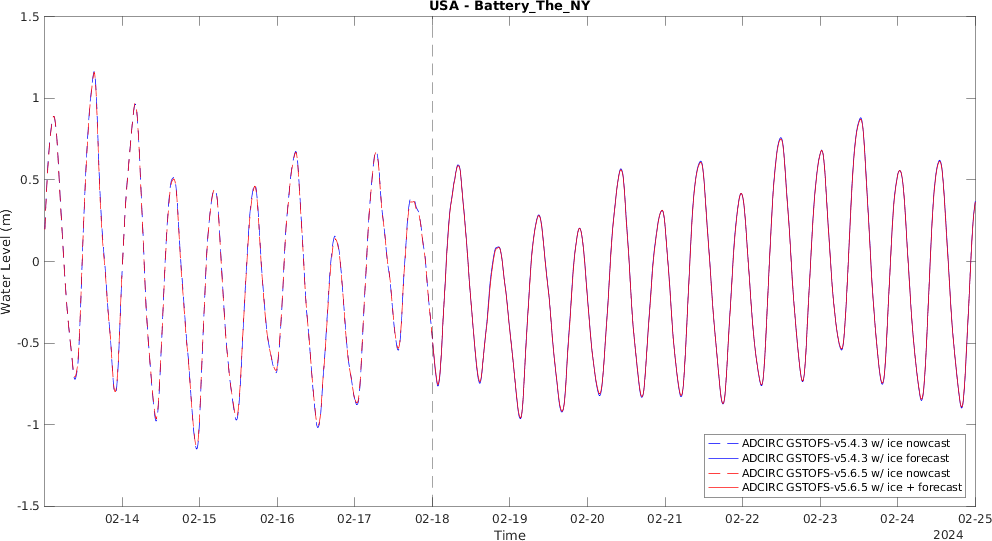 USA - Battery_The_NY
1.5
1
0.5
0
-0.5
-1
-1.5
Water Level (m)
02-14 02-15 02-16 02-17 02-18 02-19 02-20 02-21 02-22 02-23 02-24 02-25
Time
2024
ADCIRC GSTOFS-v5.4.3 w/ ice nowcast
ADCIRC GSTOFS-v5.4.3 w/ ice forecast
ADCIRC GSTOFS-v5.6.5 w/ ice nowcast
ADCIRC GSTOFS-v5.6.5 w/ ice + forecast